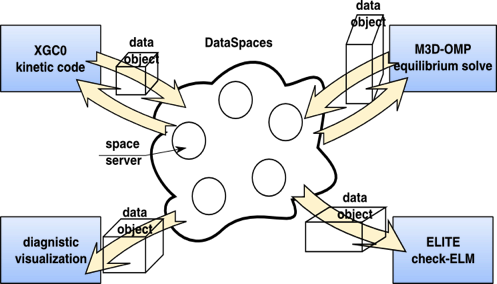 XGC0
kinetic code
data
object
DataSpaces
data
object
M3D-OMP
equilibrium solve
space
server
diagnostic
visualization
data
object
data
object
ELITE
check-ELM